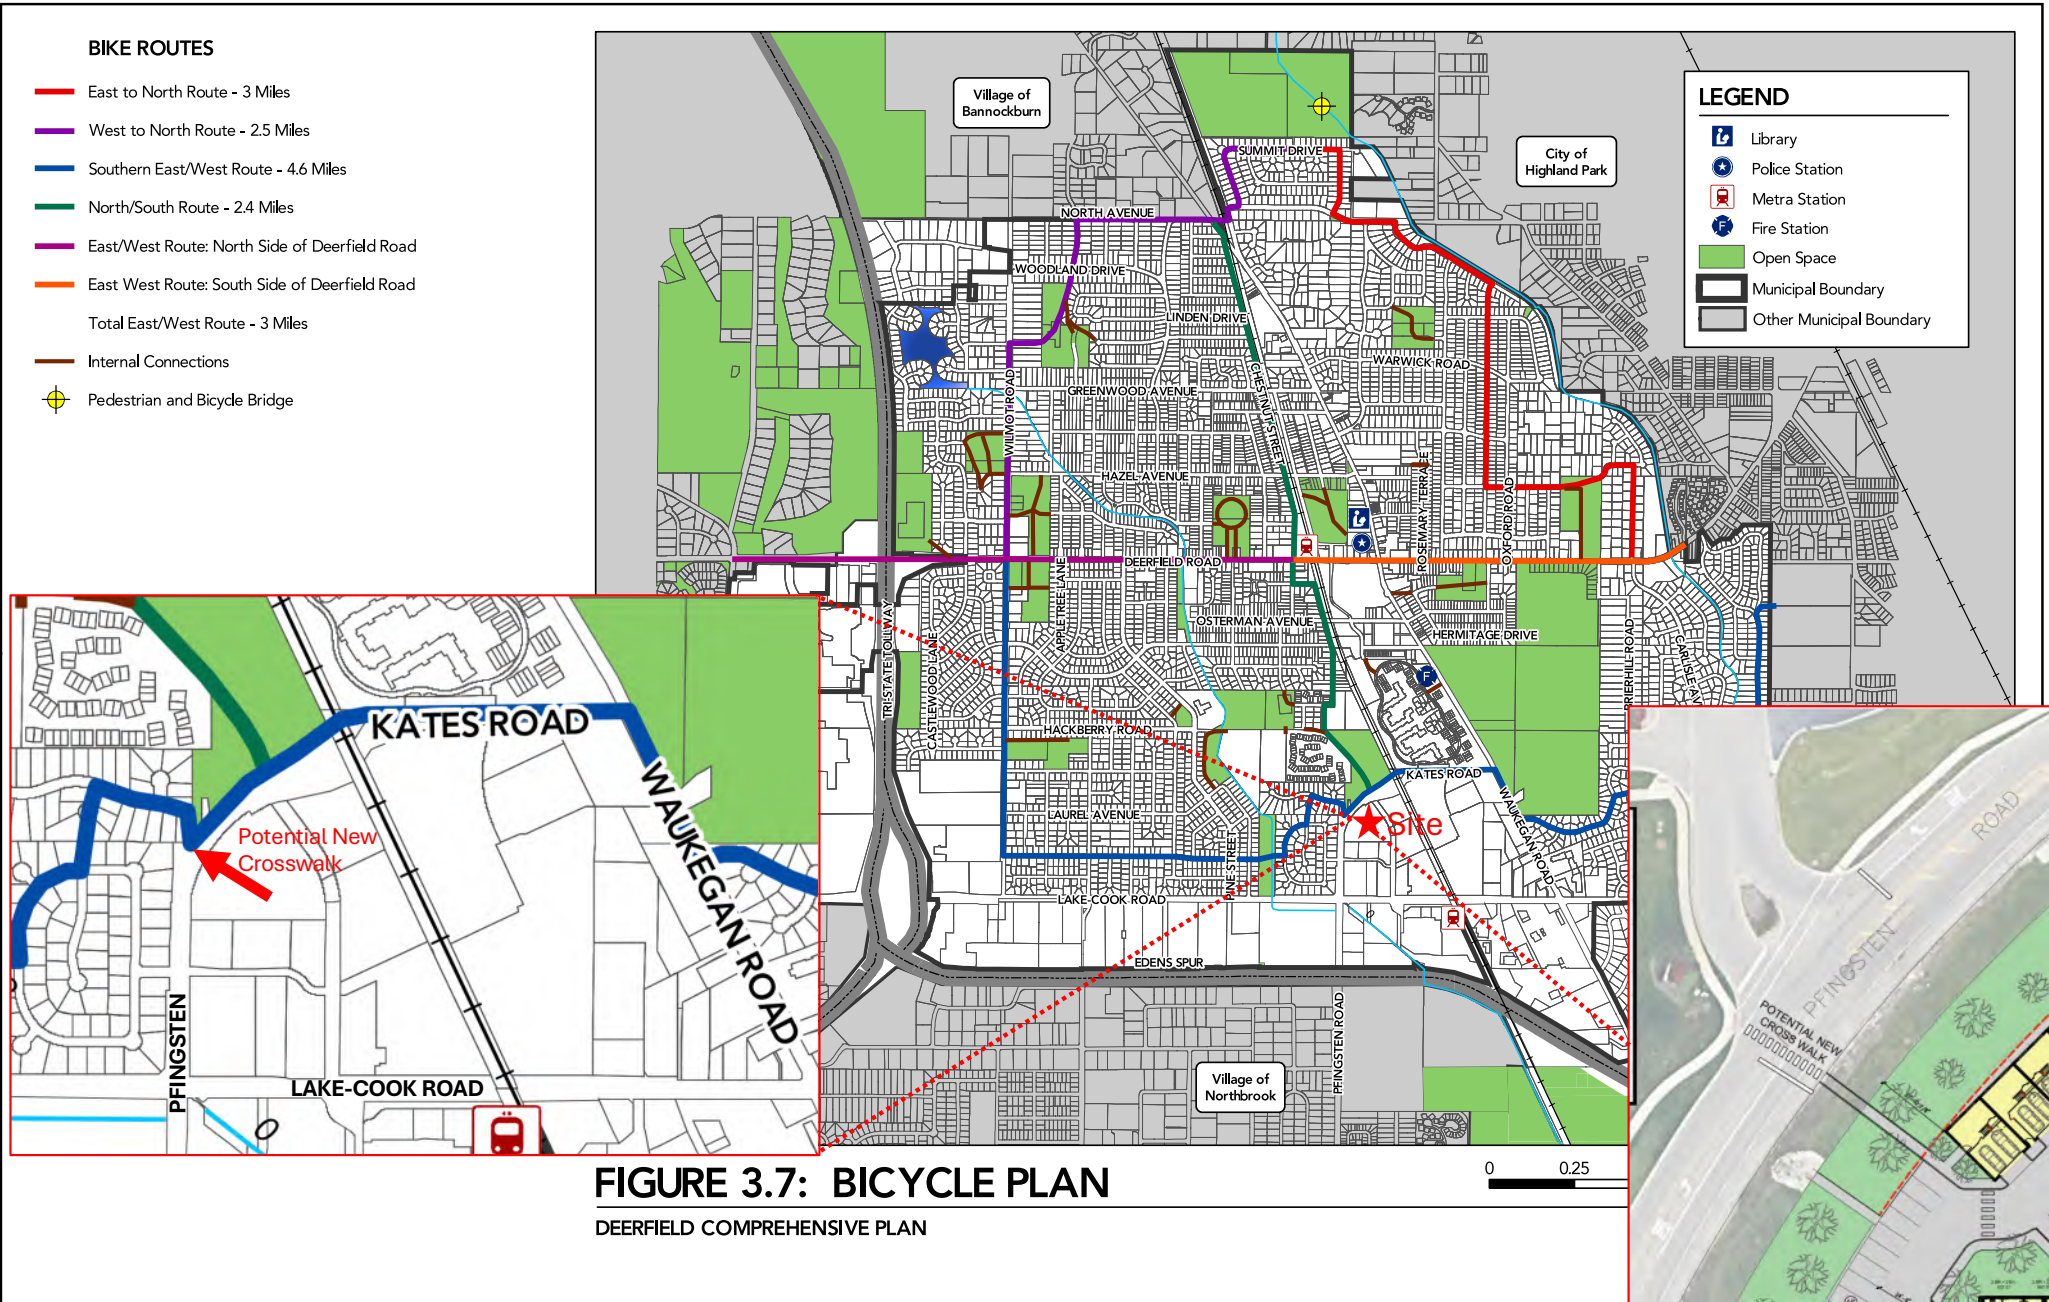 BIKE ROUTES
East to North Route - 3 Miles
West to North Route - 2.5 Miles
Southern East/West Route - 4.6 Miles
North/South Route - 2.4 Miles
East/West Route: North Side of Deerfield Road
East West Route: South Side of Deerfield Road
Total East/West Route - 3 Miles
Internal Connections
Pedestrian and Bicycle Bridge
Village of
Bannockburn
City of
Highland Park
LEGEND
Library
Police Station
Metra Station
F
Fire Station
Open Space
Municipal Boundary
Other Municipal Boundary
SUMMIT DRIVE
NORTH AVENUE
WOODLAND DRIVE
LINDEN DRIVE
WARWICK ROAD
GREENWOOD AVENUE
WILMOT ROAD
CHESTNUT STREET
HAZEL AVENUE
ROSEMARY TERRACE
OXFORD ROAD
DEERFIELD ROAD
APPLETREE LANE
OSTERMAN AVENUE
HERMITAGE DRIVE
TRI-STATE TOLLWAY
CASTLEWOOD LANE
BRIERHILL ROAD
CARLISLE AV
F
HACKBERRY ROA
KATES ROAD
WAUKEGAN ROAD
LAUREL AVENUE
PINE STREET
Site
LAKE-COOK ROAD
EDENS SPUR
PFINGSTEN ROAD
Village of
Northbrook
KATES ROAD
WAUKEGAN ROAD
Potential New
Crosswalk
PFINGSTEN
LAKE-COOK ROAD
ROAD
PFINGSTEN
POTENTIAL NEW
CROSS WALK
0 0.25
FIGURE 3.7: BICYCLE PLAN
DEERFIELD COMPREHENSIVE PLAN